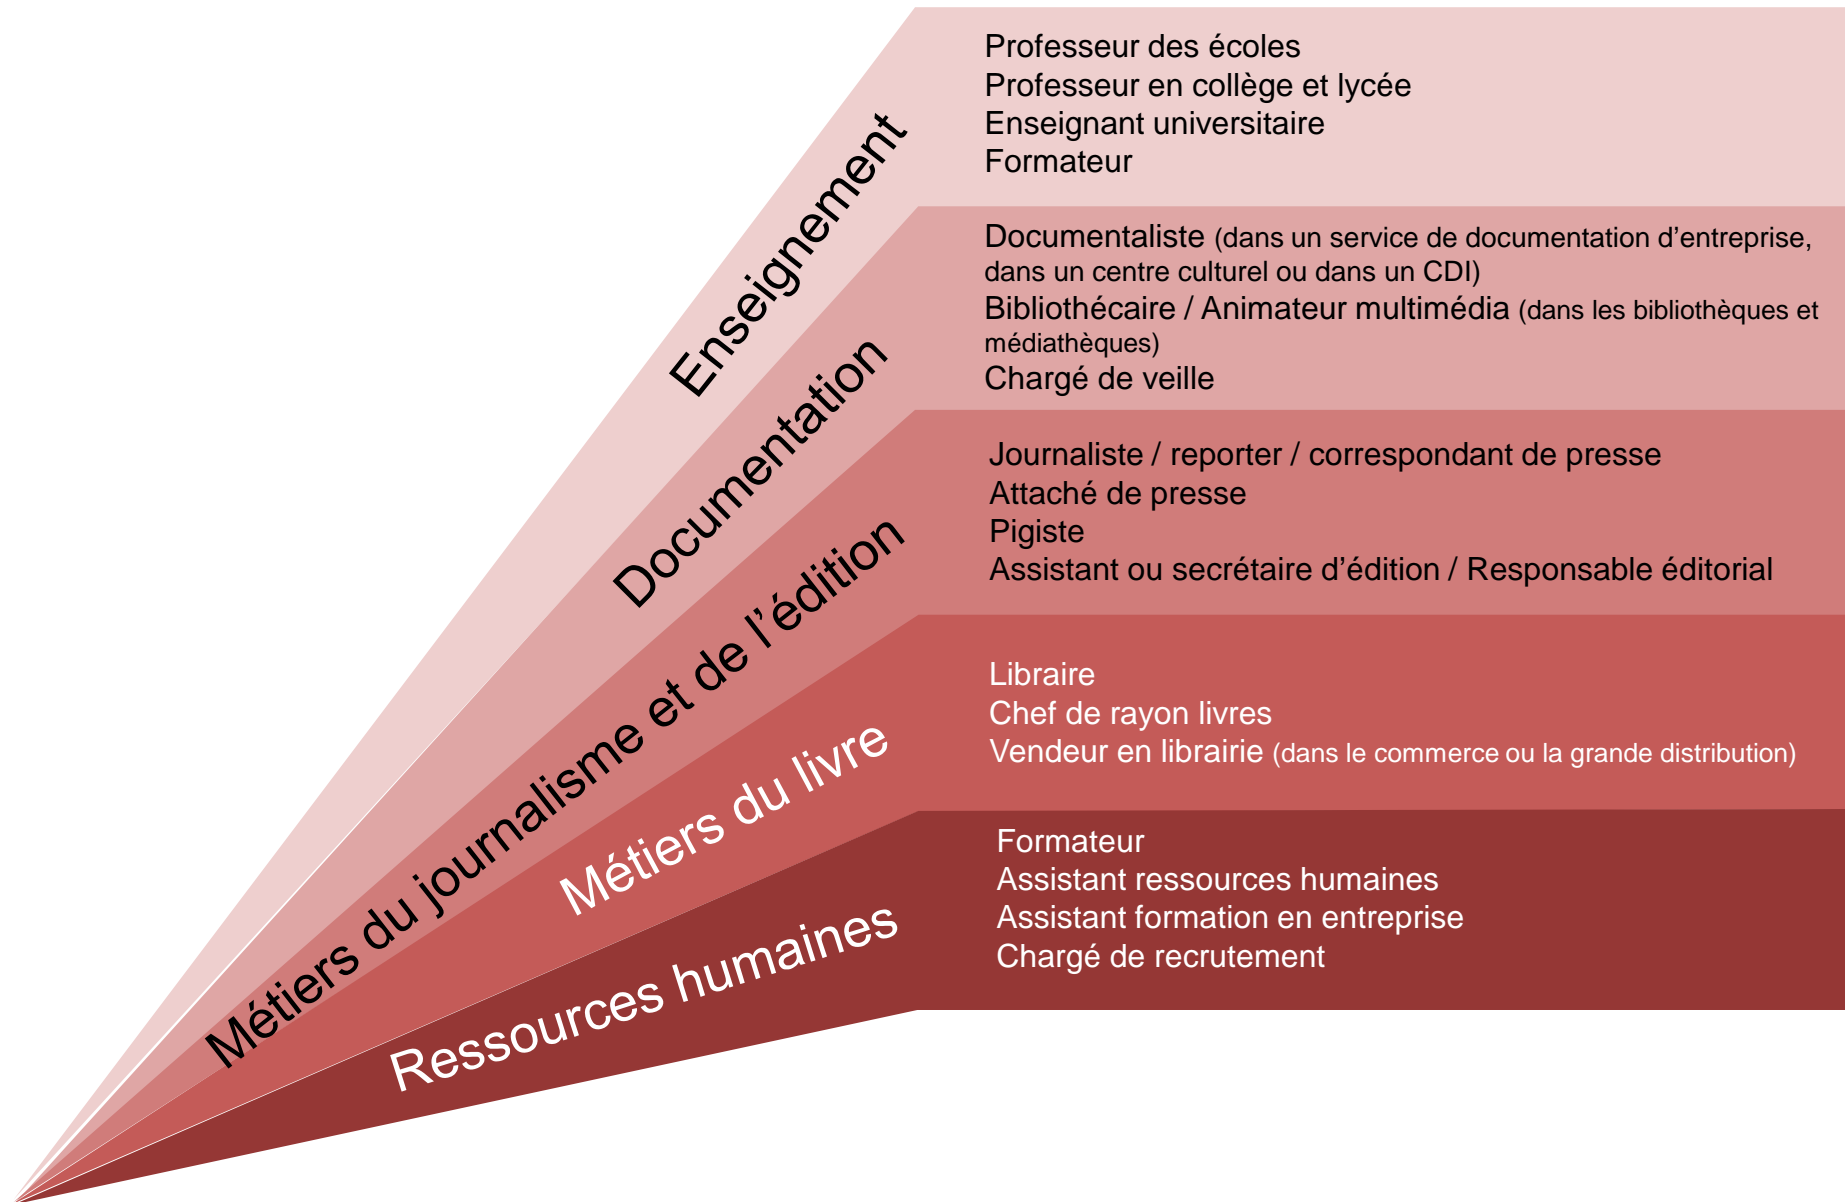 Enseignement
Professeur des écoles
Professeur en collège et lycée
Enseignant universitaire
Formateur
Documentation
Documentaliste (dans un service de documentation d’entreprise,
dans un centre culturel ou dans un CDI)
Bibliothécaire / Animateur multimédia (dans les bibliothèques et
médiathèques)
Chargé de veille
Métiers du journalisme et de l’édition
Journaliste / reporter / correspondant de presse
Attaché de presse
Pigiste
Assistant ou secrétaire d’édition / Responsable éditorial
Métiers du livre
Libraire
Chef de rayon livres
Vendeur en librairie (dans le commerce ou la grande distribution)
Ressources humaines
Formateur
Assistant ressources humaines
Assistant formation en entreprise
Chargé de recrutement